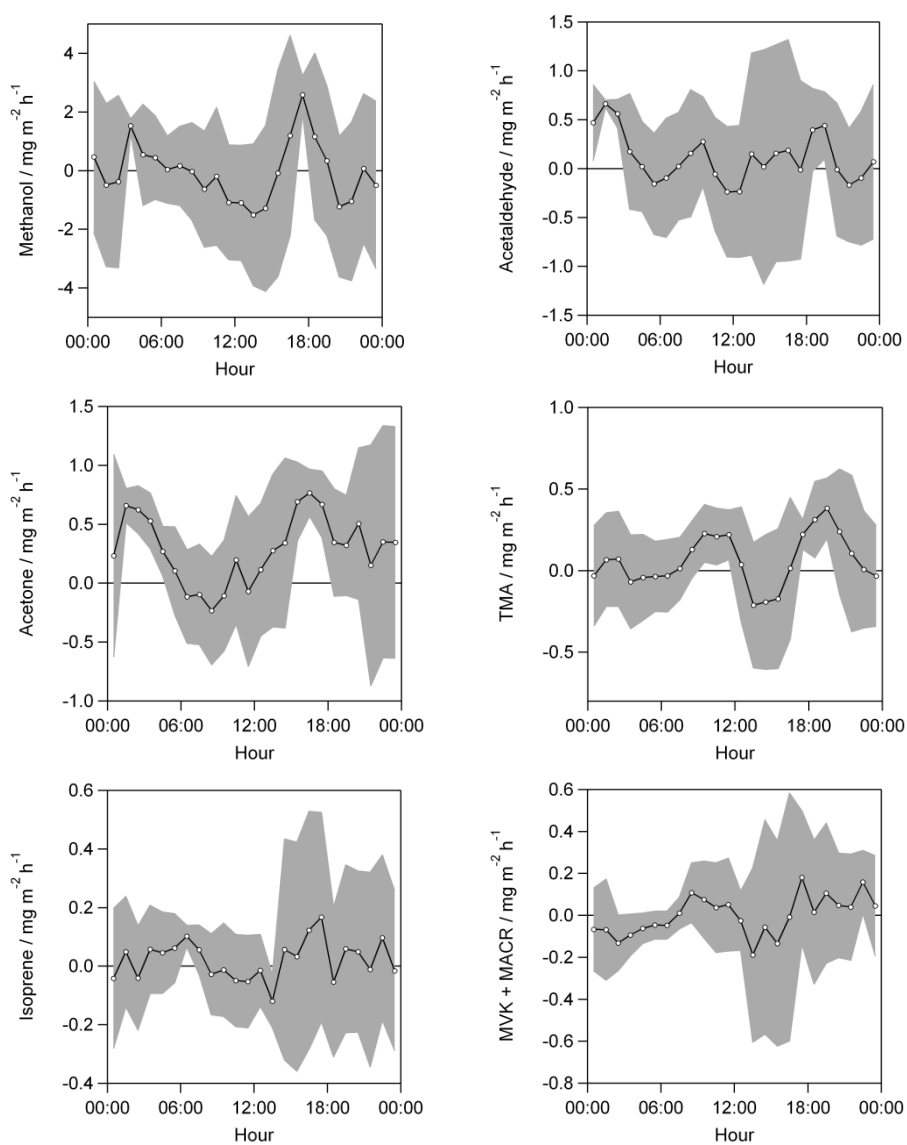 Methanol / mg m⁻² h⁻¹
4
2
0
-2
-4
00:00 06:00 12:00 18:00 00:00
Hour
Acetaldehyde / mg m⁻² h⁻¹
1.5
1.0
0.5
0.0
-0.5
-1.0
-1.5
00:00 06:00 12:00 18:00 00:00
Hour
Acetone / mg m⁻² h⁻¹
1.5
1.0
0.5
0.0
-0.5
-1.0
00:00 06:00 12:00 18:00 00:00
Hour
TMA / mg m⁻² h⁻¹
1.0
0.5
0.0
-0.5
00:00 06:00 12:00 18:00 00:00
Hour
Isoprene / mg m⁻² h⁻¹
0.6
0.4
0.2
0.0
-0.2
-0.4
00:00 06:00 12:00 18:00 00:00
Hour
MVK + MACR / mg m⁻² h⁻¹
0.6
0.4
0.2
0.0
-0.2
-0.4
-0.6
-0.8
00:00 06:00 12:00 18:00 00:00
Hour